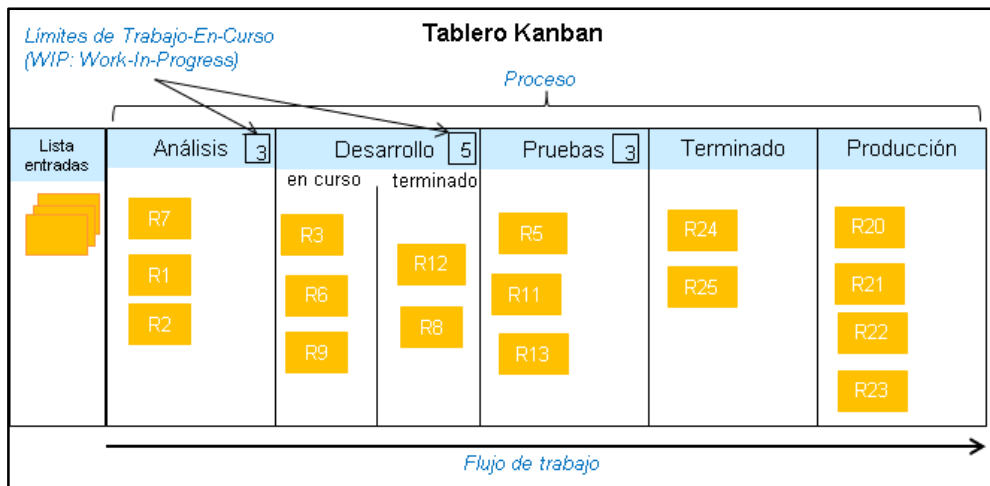 Límites de Trabajo-En-Curso
(WIP: Work-In-Progress)
Tablero Kanban
Proceso
Lista
entradas
Análisis 3
Desarrollo 5
Pruebas 3
Terminado
Producción
en curso
terminado
R7
R1
R2
R3
R6
R9
R12
R8
R5
R11
R13
R24
R25
R20
R21
R22
R23
Flujo de trabajo